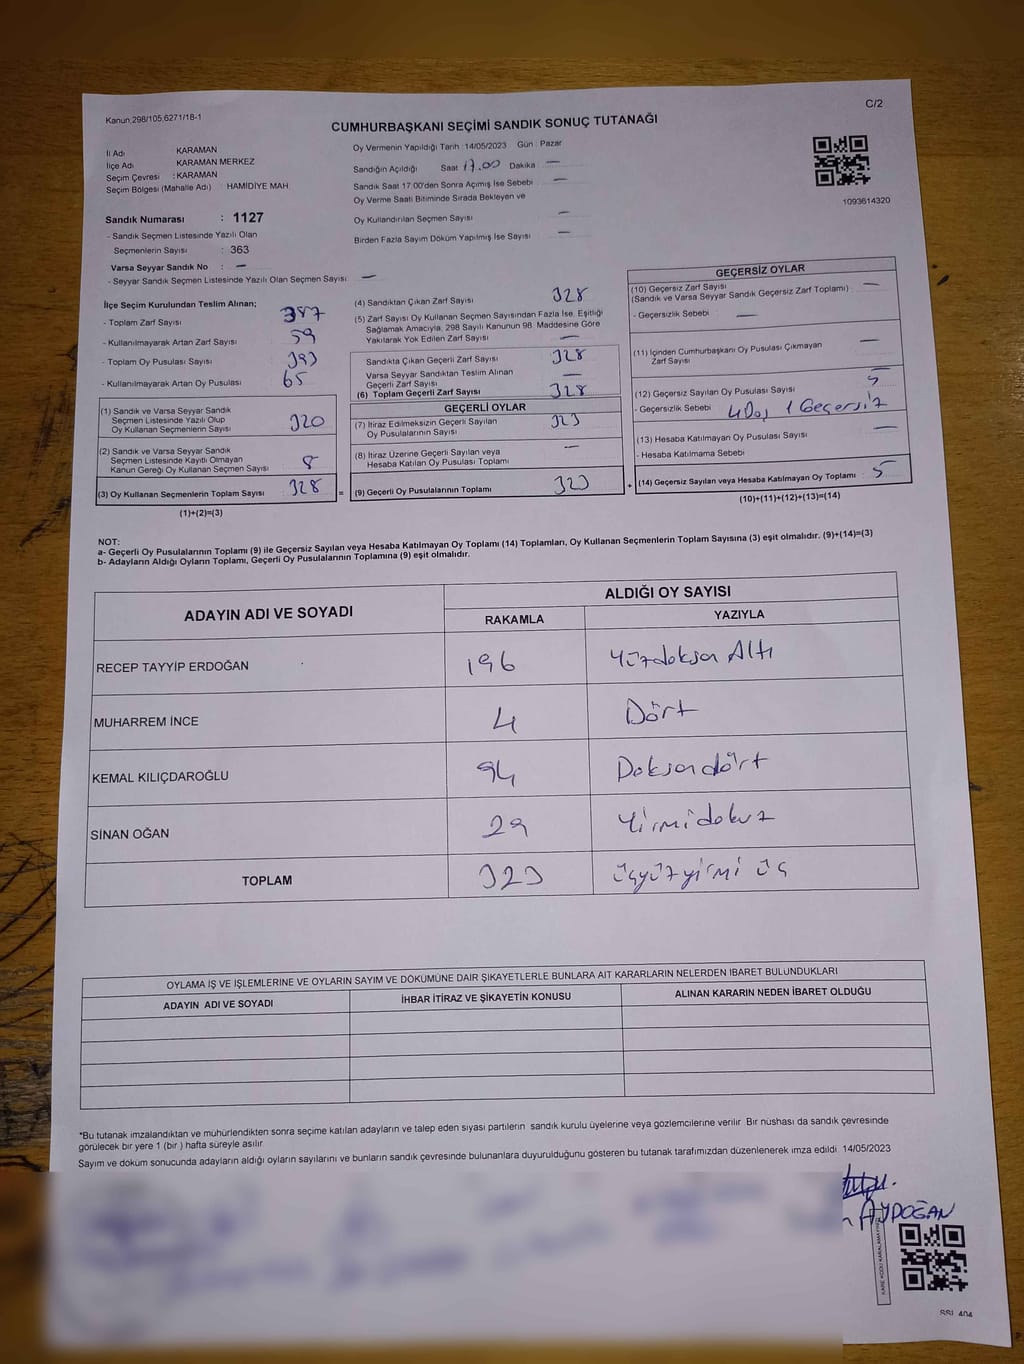 Kanun,298/105,6271/18-1
C/2
CUMHURBAŞKANI SEÇİMİ SANDIK SONUÇ TUTANAĞI
İl Adı KARAMAN
İlçe Adı KARAMAN MERKEZ
Seçim Çevresi : KARAMAN
Seçim Bölgesi (Mahalle Adı) : HAMİDİYE MAH
Sandık Numarası : 1127
- Sandık Seçmen Listesinde Yazılı Olan
Seçmenlerin Sayısı : 363
Varsa Seyyar Sandık No : —
- Seyyar Sandık Seçmen Listesinde Yazılı Olan Seçmen Sayısı : —
Oy Vermenin Yapıldığı Tarih :14/05/2023 Gün : Pazar
Sandığın Açıldığı Saat 17.00 Dakika —
Sandık Saat 17.00'den Sonra Açımış İse Sebebi —
Oy Verme Saati Bitiminde Sırada Bekleyen ve
Oy Kullandırılan Seçmen Sayısı —
Birden Fazla Sayım Döküm Yapılmış İse Sayısı —
1093614320
İlçe Seçim Kurulundan Teslim Alınan;
- Toplam Zarf Sayısı 387
- Kullanılmayarak Artan Zarf Sayısı 59
- Toplam Oy Pusulası Sayısı 393
- Kullanılmayarak Artan Oy Pusulası 65
(1) Sandık ve Varsa Seyyar Sandık
Seçmen Listesinde Yazılı Olup
Oy Kullanan Seçmenlerin Sayısı 320
(2) Sandık ve Varsa Seyyar Sandık
Seçmen Listesinde Kayıtlı Olmayan
Kanun Gereği Oy Kullanan Seçmen Sayısı 8
(3) Oy Kullanan Seçmenlerin Toplam Sayısı 328
(1)+(2)=(3)
(4) Sandıktan Çıkan Zarf Sayısı 328
(5) Zarf Sayısı Oy Kullanan Seçmen Sayısından Fazla İse, Eşitliği
Sağlamak Amacıyla, 298 Sayılı Kanunun 98. Maddesine Göre
Yakılarak Yok Edilen Zarf Sayısı —
Sandıkta Çıkan Geçerli Zarf Sayısı 328
Varsa Seyyar Sandıktan Teslim Alınan
Geçerli Zarf Sayısı —
(6) Toplam Geçerli Zarf Sayısı 328
GEÇERLİ OYLAR
(7) İtiraz Edilmeksizin Geçerli Sayılan
Oy Pusulalarının Sayısı 323
(8) İtiraz Üzerine Geçerli Sayılan veya
Hesaba Katılan Oy Pusulası Toplamı —
= (9) Geçerli Oy Pusulalarının Toplamı 323
GEÇERSİZ OYLAR
(10) Geçersiz Zarf Sayısı
(Sandık ve Varsa Seyyar Sandık Geçersiz Zarf Toplamı) —
- Geçersizlik Sebebi —
(11) İçinden Cumhurbaşkanı Oy Pusulası Çıkmayan
Zarf Sayısı —
(12) Geçersiz Sayılan Oy Pusulası Sayısı 5
- Geçersizlik Sebebi 4 Boş 1 Geçersiz
(13) Hesaba Katılmayan Oy Pusulası Sayısı —
- Hesaba Katılmama Sebebi
+ (14) Geçersiz Sayılan veya Hesaba Katılmayan Oy Toplamı : 5
(10)+(11)+(12)+(13)=(14)
NOT:
a- Geçerli Oy Pusulalarının Toplamı (9) ile Geçersiz Sayılan veya Hesaba Katılmayan Oy Toplamı (14) Toplamları, Oy Kullanan Seçmenlerin Toplam Sayısına (3) eşit olmalıdır. (9)+(14)=(3)
b- Adayların Aldığı Oyların Toplamı, Geçerli Oy Pusulalarının Toplamına (9) eşit olmalıdır.
ADAYIN ADI VE SOYADI
ALDIĞI OY SAYISI
RAKAMLA YAZIYLA
RECEP TAYYİP ERDOĞAN 196 Yüzdoksan Altı
MUHARREM İNCE 4 Dört
KEMAL KILIÇDAROĞLU 94 Doksandört
SİNAN OĞAN 29 Yirmidokuz
TOPLAM 323 Üçyüzyirmi üç
OYLAMA İŞ VE İŞLEMLERİNE VE OYLARIN SAYIM VE DÖKÜMÜNE DAİR ŞİKAYETLERLE BUNLARA AİT KARARLARIN NELERDEN İBARET BULUNDUKLARI
ADAYIN ADI VE SOYADI İHBAR İTİRAZ VE ŞİKAYETİN KONUSU ALINAN KARARIN NEDEN İBARET OLDUĞU
*Bu tutanak imzalandıktan ve mühürlendikten sonra seçime katılan adayların ve talep eden siyasi partilerin sandık kurulu üyelerine veya gözlemcilerine verilir. Bir nüshası da sandık çevresinde
görülecek bir yere 1 (bir) hafta süreyle asılır.
Sayım ve döküm sonucunda adayların aldığı oyların sayılarını ve bunların sandık çevresinde bulunanlara duyurulduğunu gösteren bu tutanak tarafımızdan düzenlenerek imza edildi. 14/05/2023
AYDOĞAN